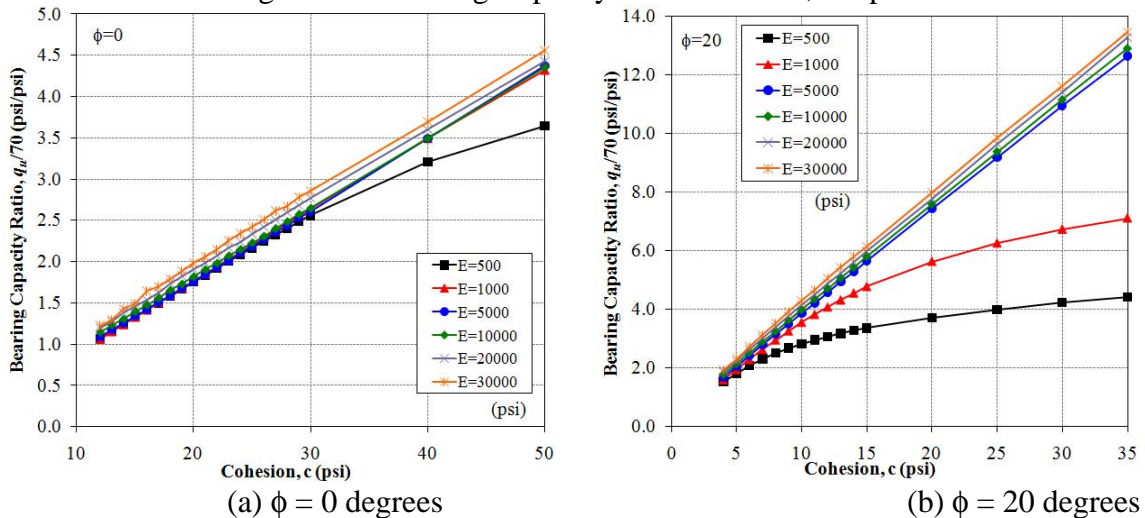 ϕ=0
Bearing Capacity Ratio, qu/70 (psi/psi)
5.0
4.5
4.0
3.5
3.0
2.5
2.0
1.5
1.0
0.5
0.0
E=500
E=1000
E=5000
E=10000
E=20000
E=30000
(psi)
10 20 30 40 50
Cohesion, c (psi)
(a) ϕ = 0 degrees
ϕ=20
Bearing Capacity Ratio, qu/70 (psi/psi)
14.0
12.0
10.0
8.0
6.0
4.0
2.0
0.0
E=500
E=1000
E=5000
E=10000
E=20000
E=30000
(psi)
0 5 10 15 20 25 30 35
Cohesion, c (psi)
(b) ϕ = 20 degrees